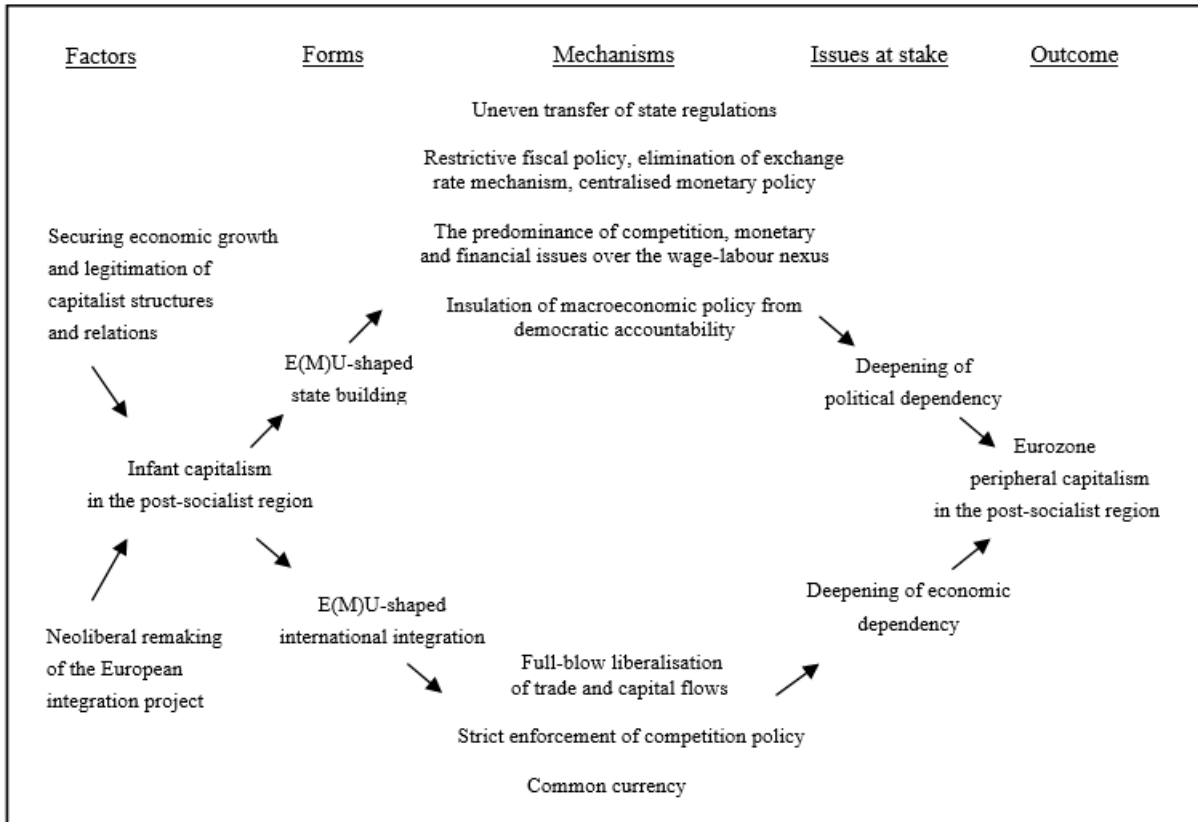 Factors
Forms
Mechanisms
Issues at stake
Outcome
Uneven transfer of state regulations
Restrictive fiscal policy, elimination of exchange
rate mechanism, centralised monetary policy
Securing economic growth
and legitimation of
capitalist structures
and relations
The predominance of competition, monetary
and financial issues over the wage-labour nexus
Insulation of macroeconomic policy from
democratic accountability
E(M)U-shaped
state building
Deepening of
political dependency
Infant capitalism
in the post-socialist region
Eurozone
peripheral capitalism
in the post-socialist region
E(M)U-shaped
international integration
Deepening of economic
dependency
Neoliberal remaking
of the European
integration project
Full-blow liberalisation
of trade and capital flows
Strict enforcement of competition policy
Common currency